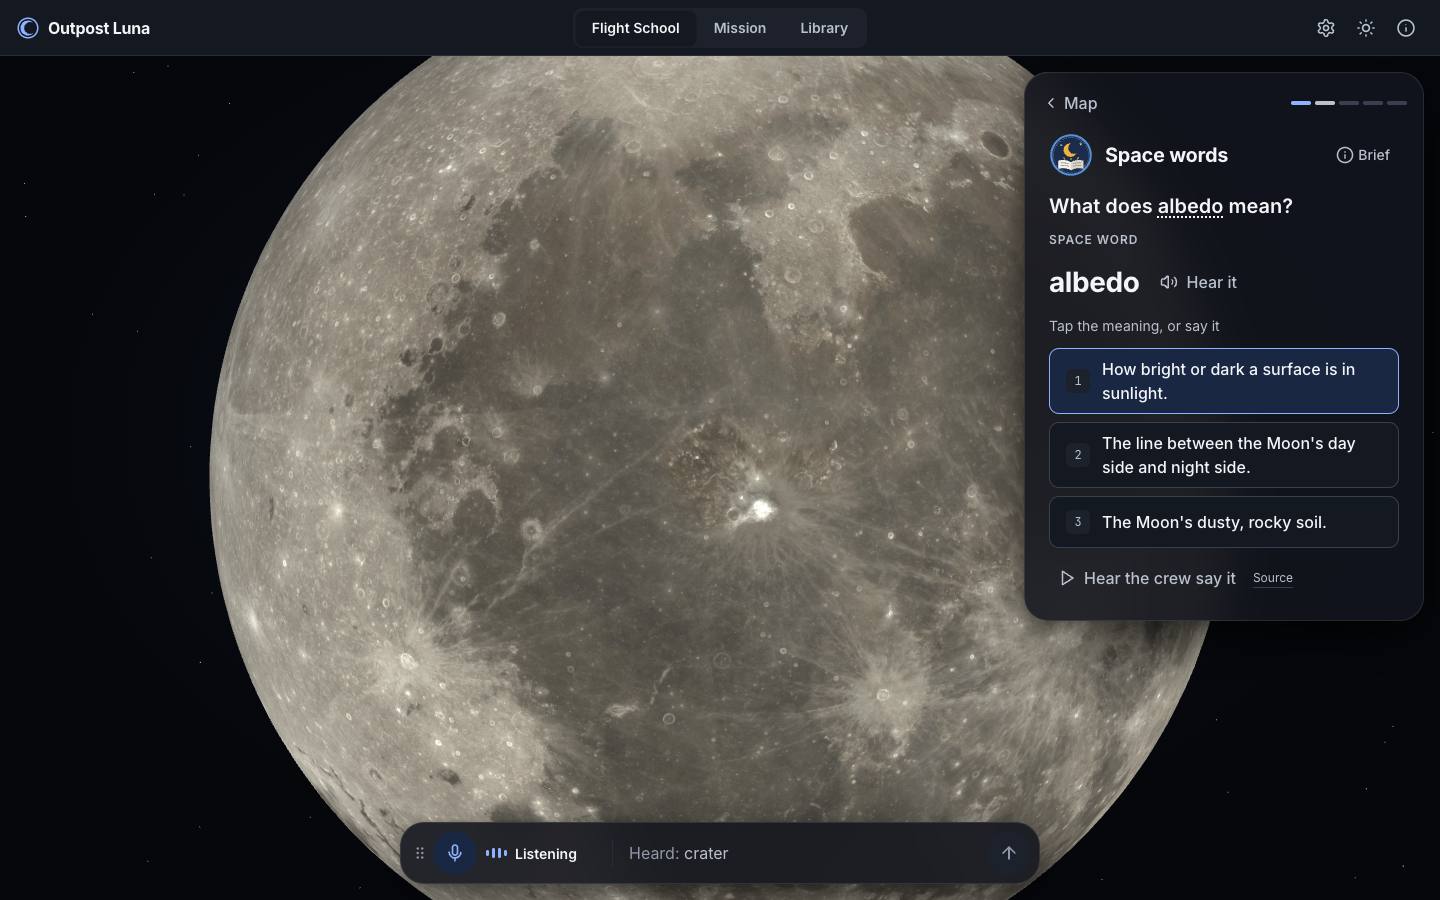 Outpost Luna
Flight School
Mission
Library
Map
Space words
Brief
What does albedo mean?
SPACE WORD
albedo
Hear it
Tap the meaning, or say it
1
How bright or dark a surface is in
sunlight.
2
The line between the Moon's day
side and night side.
3
The Moon's dusty, rocky soil.
Hear the crew say it
Source
Listening
Heard: crater